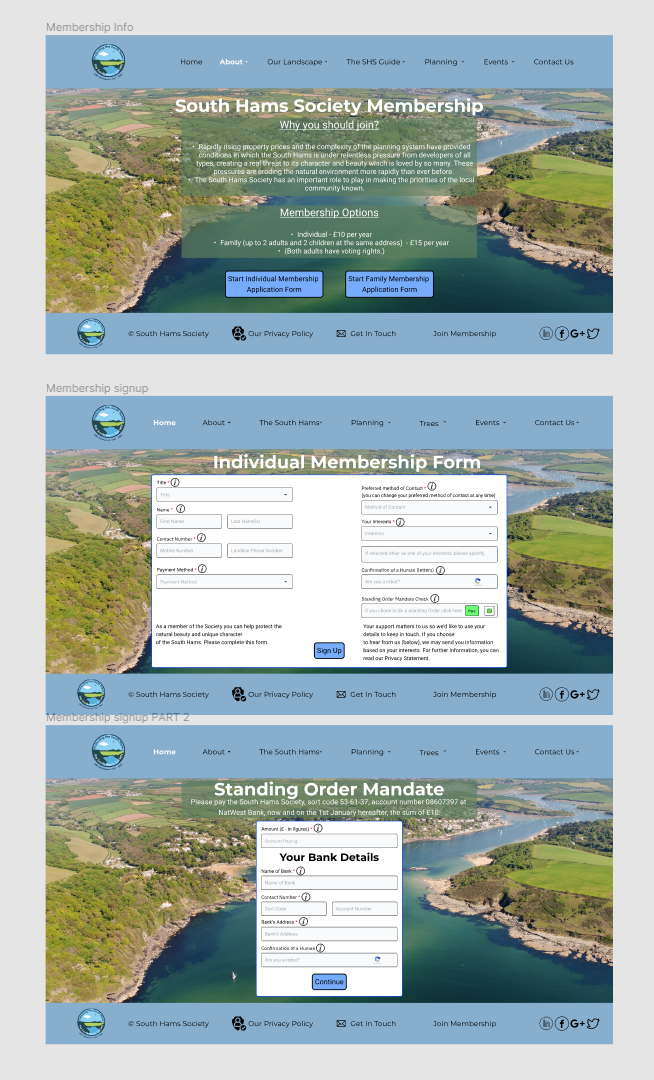 Membership Info
Home About Our Landscape The SHS Guide Planning Events Contact Us
South Hams Society Membership
Why you should join?
• Rapidly rising property prices and the complexity of the planning system have provided
conditions in which the South Hams is under relentless pressure from developers of all
types, creating a real threat to its character and beauty which is loved by so many. These
pressures are eroding the natural environment more rapidly than ever before.
• The South Hams Society has an important role to play in making the priorities of the local
community known.
Membership Options
• Individual - £10 per year
• Family (up to 2 adults and 2 children at the same address) - £15 per year
• (Both adults have voting rights.)
Start Individual Membership
Application Form
Start Family Membership
Application Form
© South Hams Society Our Privacy Policy Get In Touch Join Membership
Membership signup
Home About The South Hams Planning Trees Events Contact Us
Individual Membership Form
Title * i
Title
Name * i
First Name Last Name(s)
Contact Number * i
Mobile Number Landline Phone Number
Payment Method * i
Payment Method
As a member of the Society you can help protect the
natural beauty and unique character
of the South Hams. Please complete this form.
Preferred method of Contact * i
(you can change your preferred method of contact at any time)
Method of Contact
Your Interests * i
Interests
If selected other as one of your interests, please specify
Confirmation of a Human (letters) i
Are you a robot?
Standing Order Mandate Check i
If you chose to do a standing Order click here
Your support matters to us so we'd like to use your
details to keep in touch. If you choose
to hear from us (below), we may send you information
based on your interests. For further information, you can
read our Privacy Statement.
Sign Up
© South Hams Society Our Privacy Policy Get In Touch Join Membership
Membership signup PART 2
Home About The South Hams Planning Trees Events Contact Us
Standing Order Mandate
Please pay the South Hams Society, sort code 53-61-37, account number 08607397 at
NatWest Bank, now and on the 1st January hereafter, the sum of £10:
Amount (£ - in figures) * i
Amount Paying
Your Bank Details
Name of Bank * i
Name of Bank
Contact Number * i
Sort Code Account Number
Bank's Address * i
Bank's Address
Confirmation of a Human i
Are you a robot?
Continue
© South Hams Society Our Privacy Policy Get In Touch Join Membership